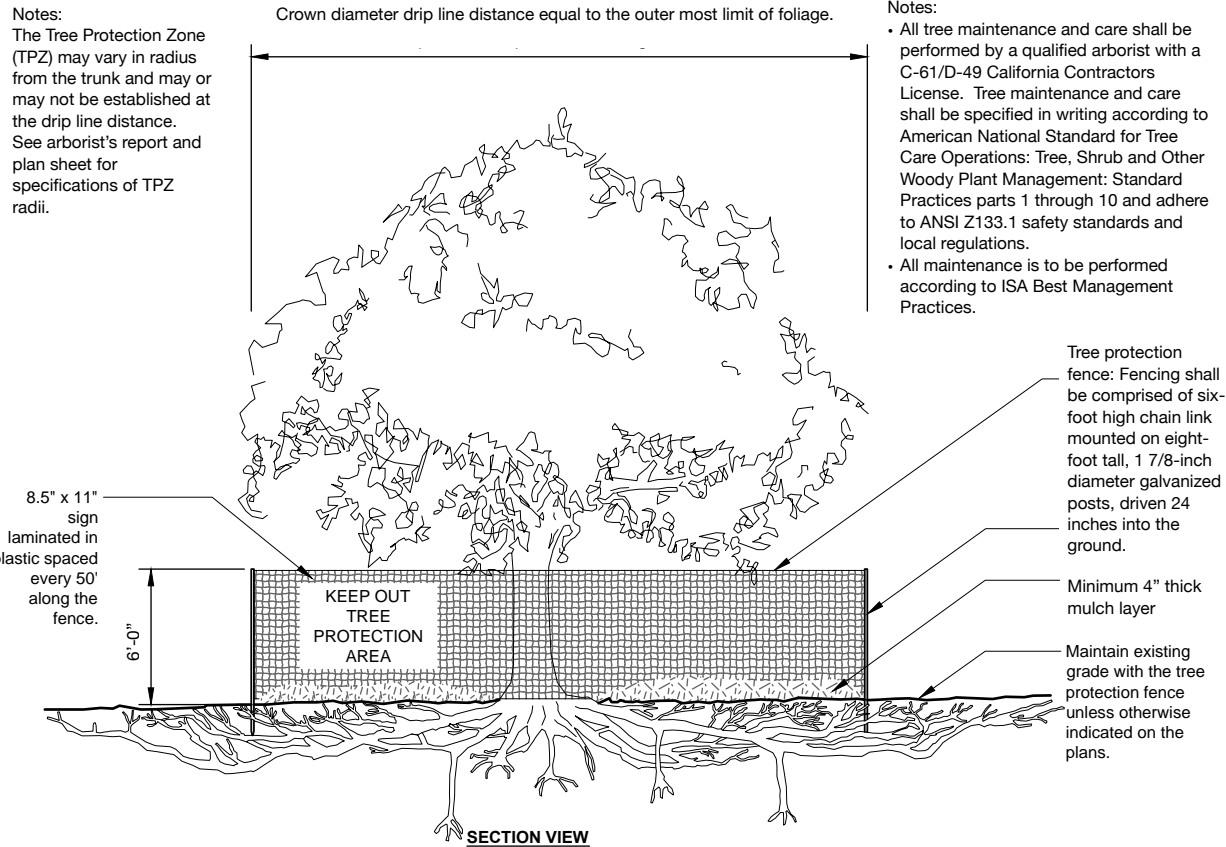 Notes:
The Tree Protection Zone
(TPZ) may vary in radius
from the trunk and may or
may not be established at
the drip line distance.
See arborist's report and
plan sheet for
specifications of TPZ
radii.
Crown diameter drip line distance equal to the outer most limit of foliage.
Notes:
• All tree maintenance and care shall be
performed by a qualified arborist with a
C-61/D-49 California Contractors
License. Tree maintenance and care
shall be specified in writing according to
American National Standard for Tree
Care Operations: Tree, Shrub and Other
Woody Plant Management: Standard
Practices parts 1 through 10 and adhere
to ANSI Z133.1 safety standards and
local regulations.
• All maintenance is to be performed
according to ISA Best Management
Practices.
Tree protection
fence: Fencing shall
be comprised of six-
foot high chain link
mounted on eight-
foot tall, 1 7/8-inch
diameter galvanized
posts, driven 24
inches into the
ground.
8.5" x 11"
sign
laminated in
plastic spaced
every 50'
along the
fence.
6'-0"
KEEP OUT
TREE
PROTECTION
AREA
Minimum 4" thick
mulch layer
Maintain existing
grade with the tree
protection fence
unless otherwise
indicated on the
plans.
SECTION VIEW